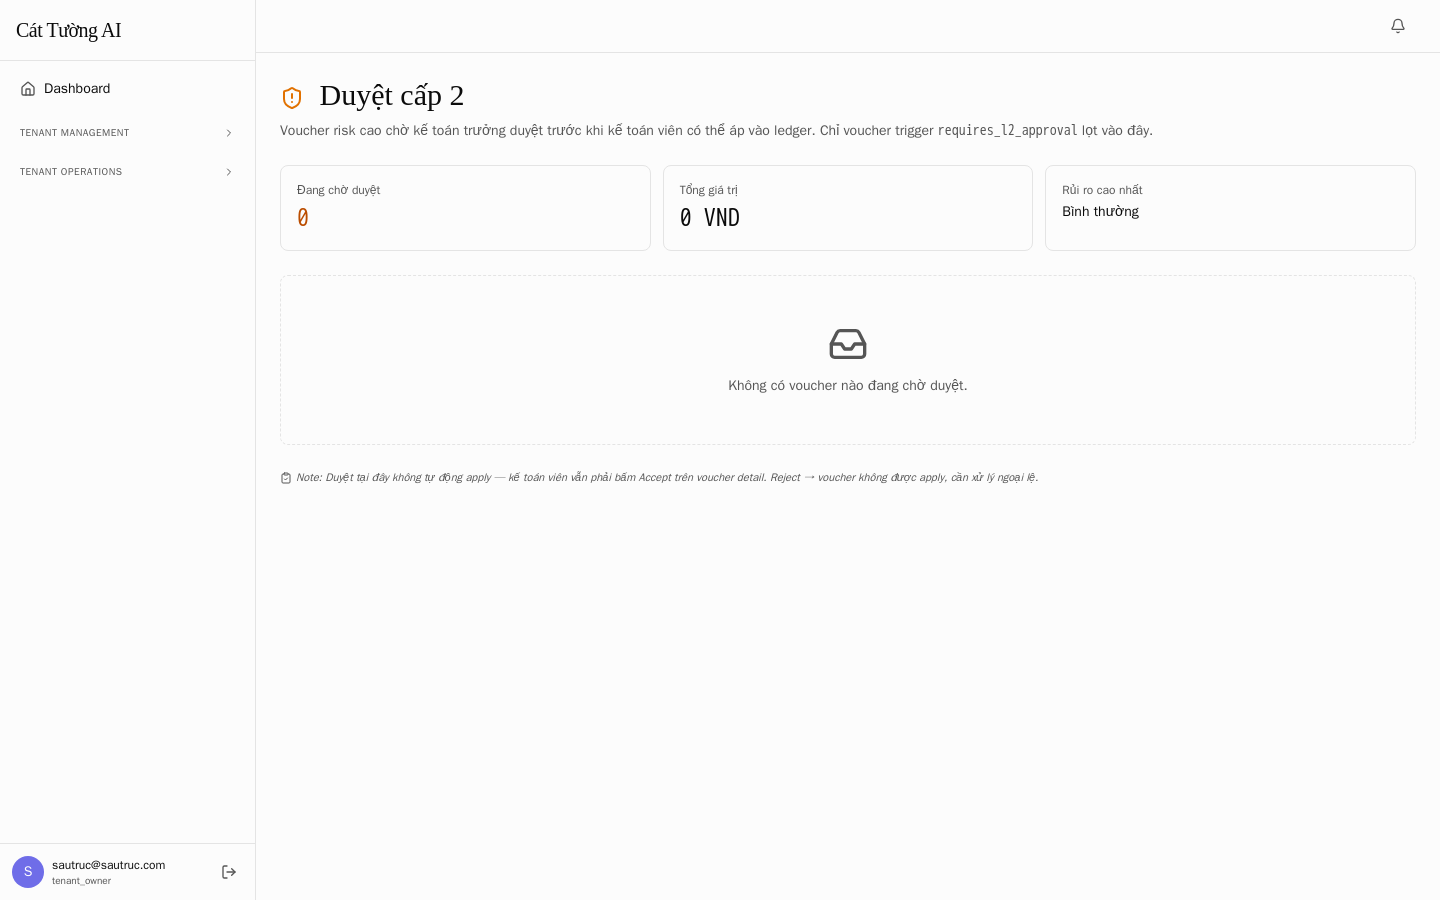 Cát Tường AI
Dashboard
TENANT MANAGEMENT
TENANT OPERATIONS
Duyệt cấp 2
Voucher risk cao chờ kế toán trưởng duyệt trước khi kế toán viên có thể áp vào ledger. Chỉ voucher trigger requires_l2_approval lọt vào đây.
Đang chờ duyệt
0
Tổng giá trị
0 VND
Rủi ro cao nhất
Bình thường
Không có voucher nào đang chờ duyệt.
Note: Duyệt tại đây không tự động apply — kế toán viên vẫn phải bấm Accept trên voucher detail. Reject → voucher không được apply, cần xử lý ngoại lệ.
S
sautruc@sautruc.com
tenant_owner